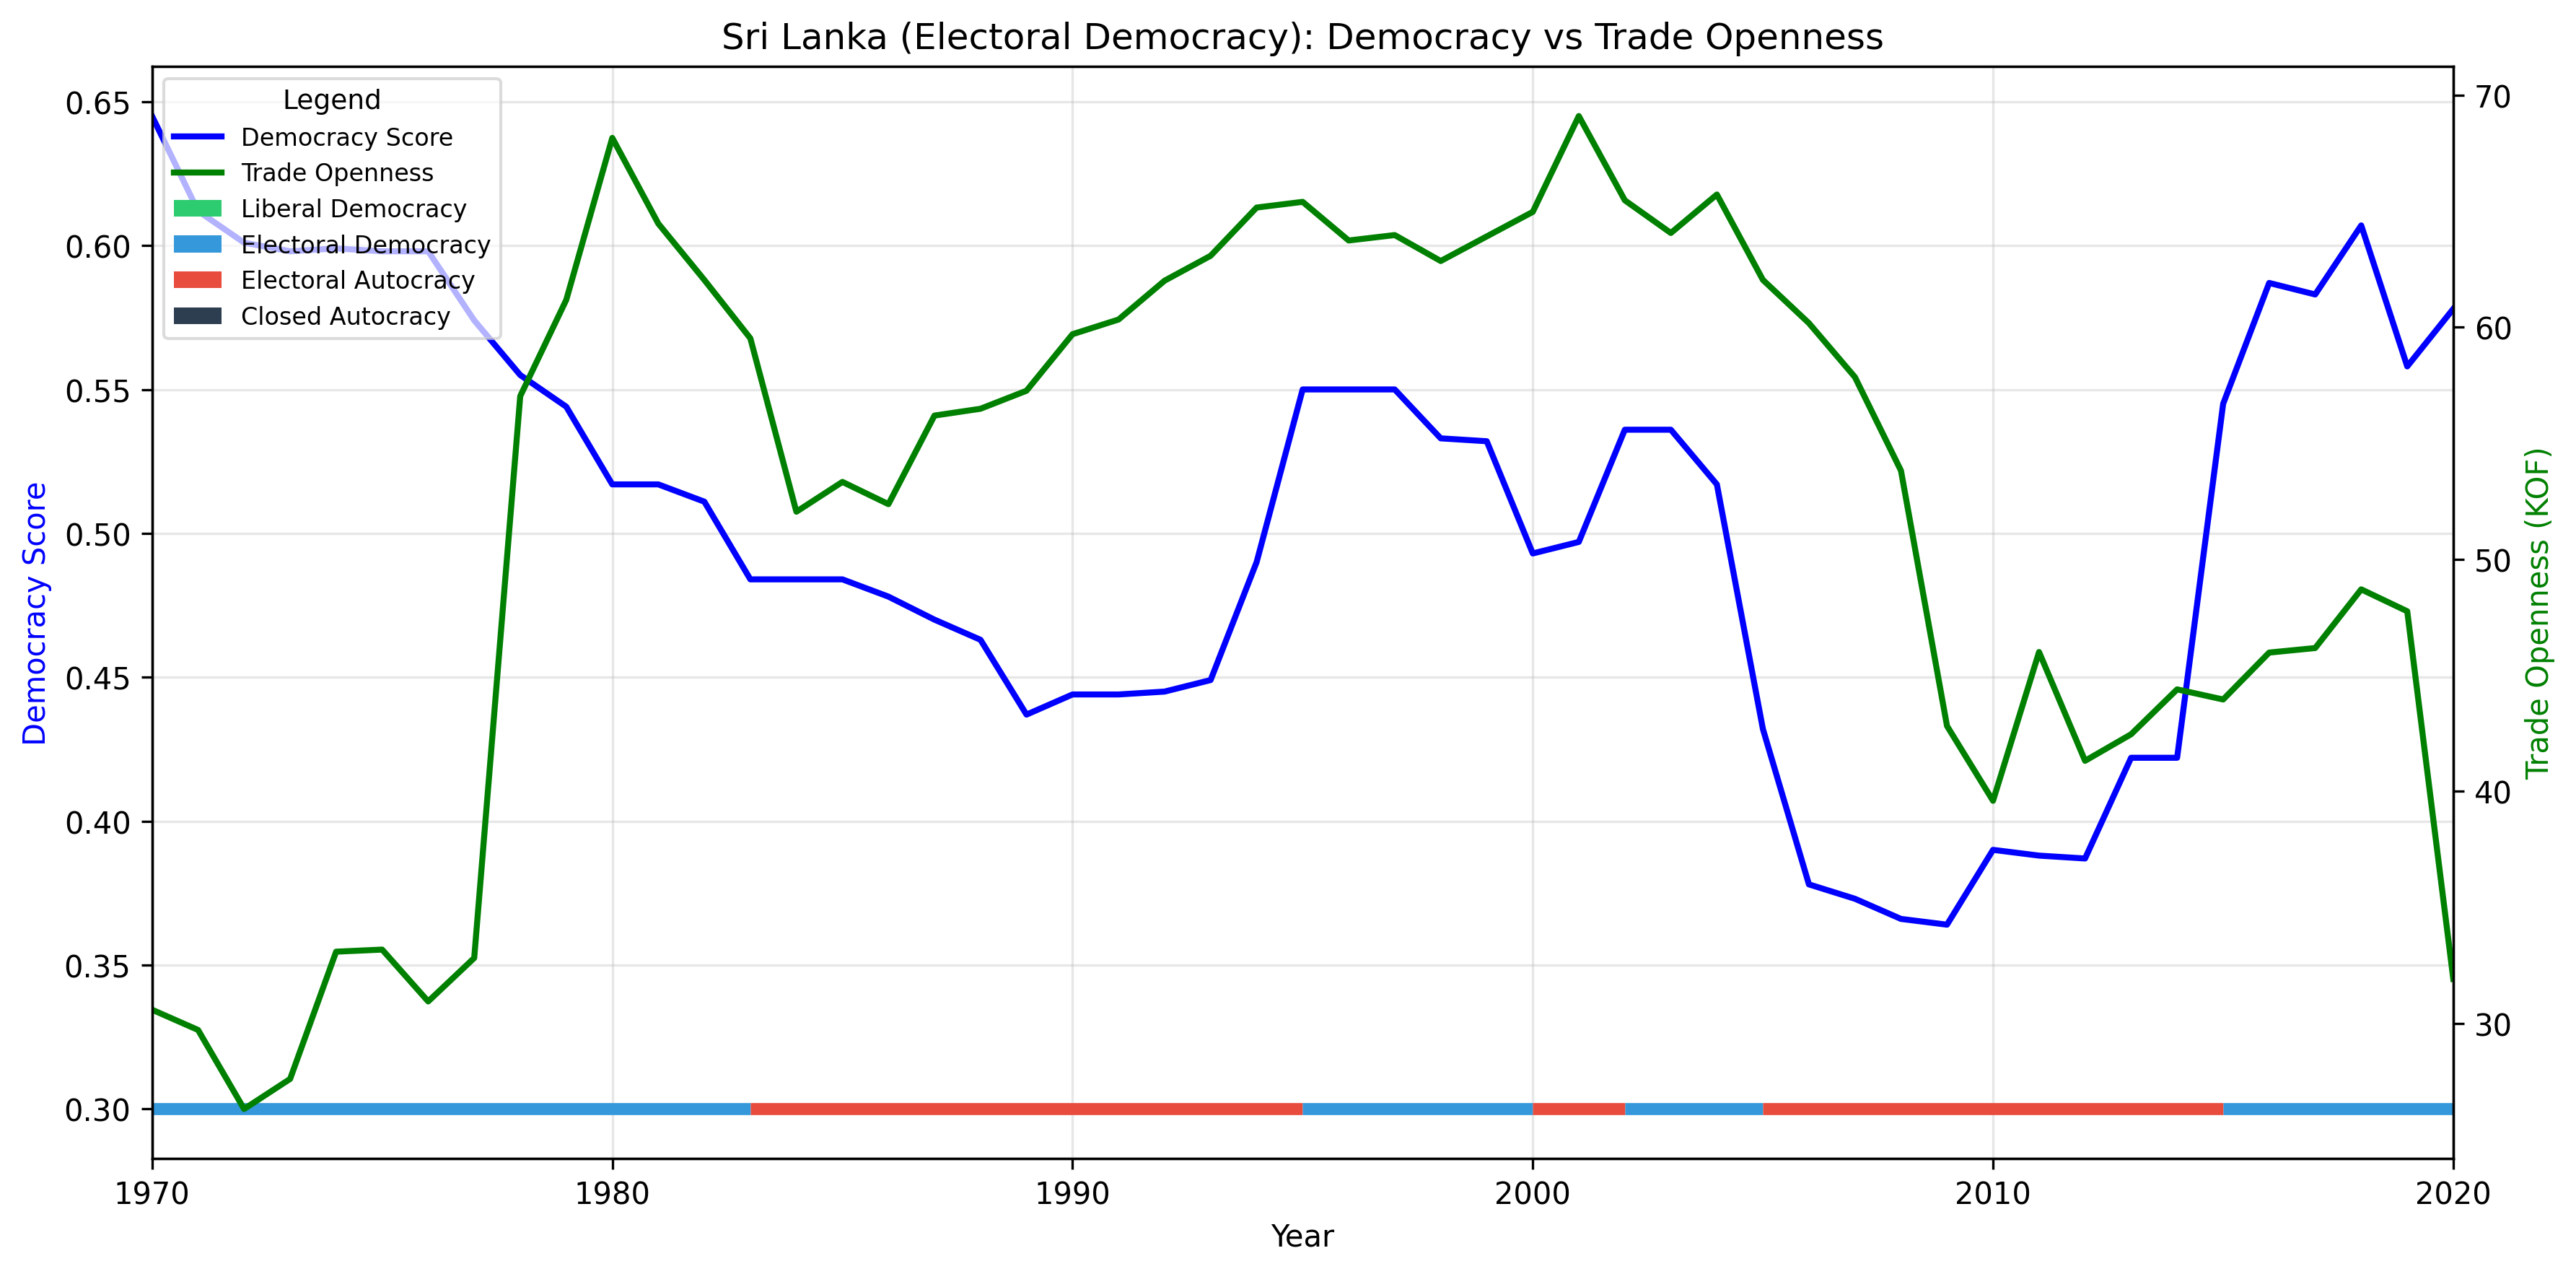 Sri Lanka (Electoral Democracy): Democracy vs Trade Openness
Legend
Democracy Score
Trade Openness
Liberal Democracy
Electoral Democracy
Electoral Autocracy
Closed Autocracy
Democracy Score
0.65
0.60
0.55
0.50
0.45
0.40
0.35
0.30
70
60
50
40
30
Trade Openness (KOF)
1970
1980
1990
2000
2010
2020
Year